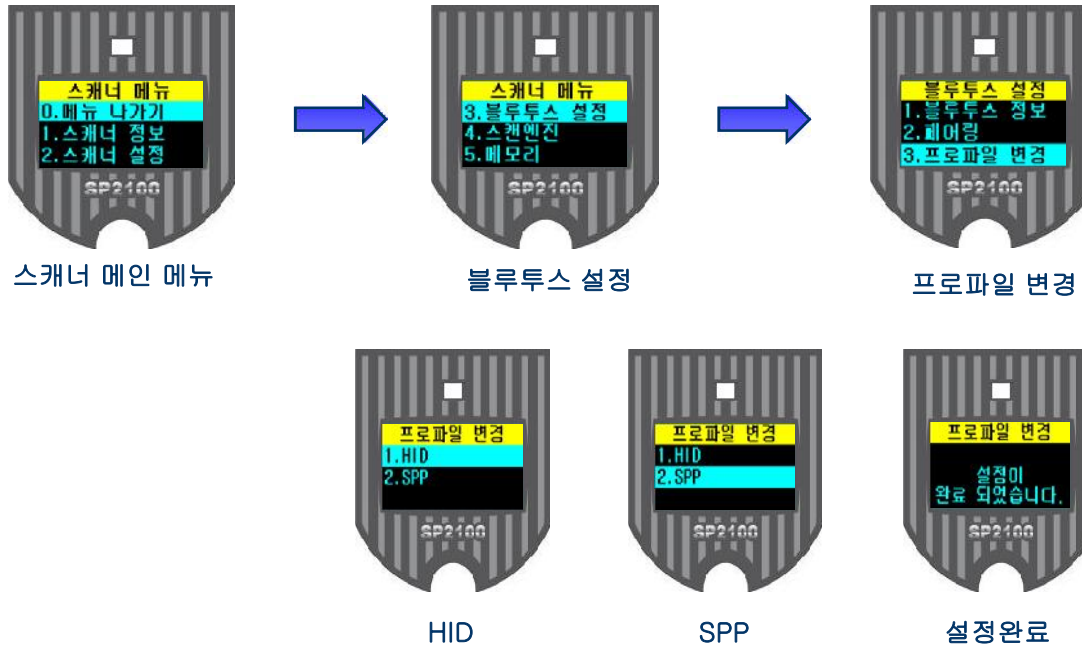 스캐너 메뉴
0.메뉴 나가기
1.스캐너 정보
2.스캐너 설정
SP2100
스캐너 메인 메뉴
스캐너 메뉴
3.블루투스 설정
4.스캔엔진
5.메모리
SP2100
블루투스 설정
블루투스 설정
1.블루투스 정보
2.페어링
3.프로파일 변경
SP2100
프로파일 변경
프로파일 변경
1.HID
2.SPP
SP2100
HID
프로파일 변경
1.HID
2.SPP
SP2100
SPP
프로파일 변경
설정이
완료 되었습니다.
SP2100
설정완료